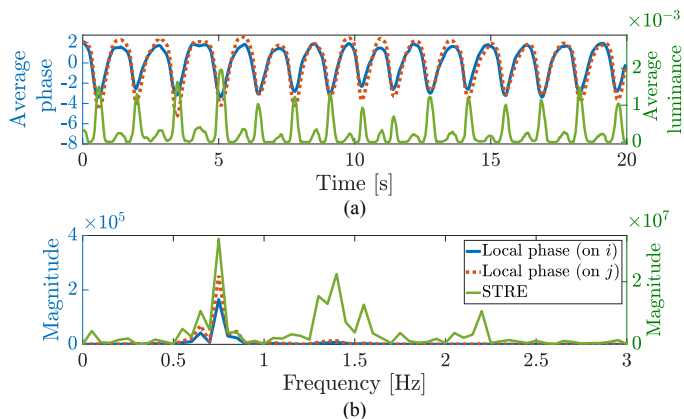 ×10⁻³
2
0
-2
-4
-6
-8
Average
phase
2
1
0
Average
luminance
0
5
10
15
20
Time [s]
(a)
×10⁵
×10⁷
4
2
0
Magnitude
Local phase (on i)
Local phase (on j)
STRE
2
0
Magnitude
0
0.5
1
1.5
2
2.5
3
Frequency [Hz]
(b)